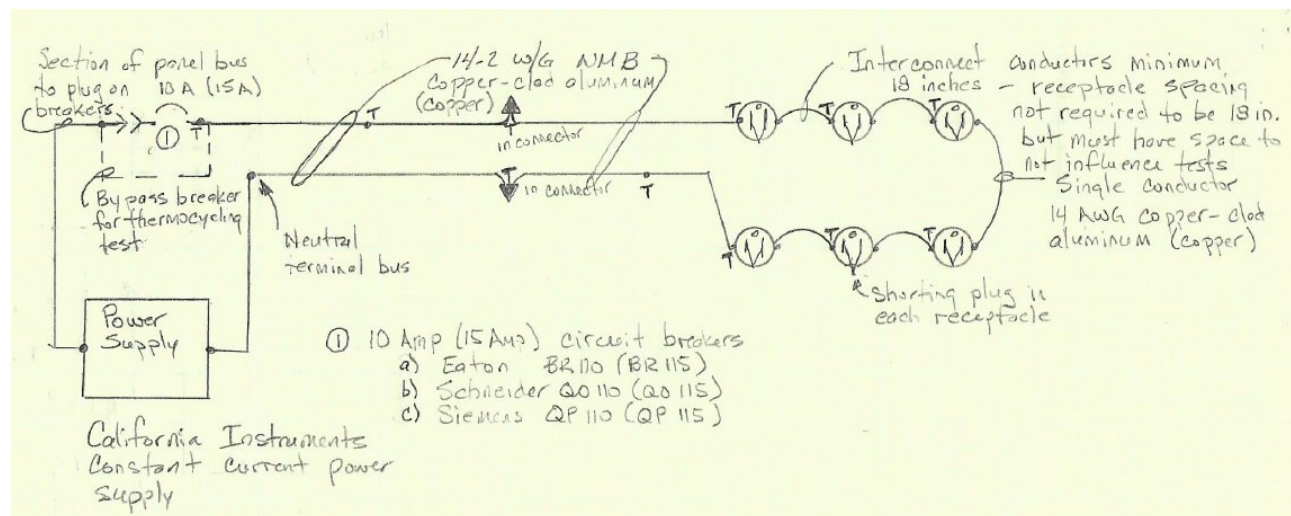 Section of panel bus
to plug on 10A (15A)
breakers
①
T
By pass breaker
for thermocycling
test
Neutral
terminal bus
Power
Supply
California Instruments
Constant current power
supply
14-2 w/G NMB
Copper-clad aluminum
(copper)
T
T
in connector
T
in connector
T
Interconnect conductors minimum
18 inches - receptacle spacing
not required to be 18 in.
but must have space to
not influence tests
Single conductor
14 AWG copper-clad
aluminum (copper)
T
T
T
T
T
T
Shorting plug in
each receptacle
① 10 Amp (15 Amp) circuit breakers
a) Eaton BR110 (BR115)
b) Schneider QO110 (QO115)
c) Siemens QP110 (QP115)